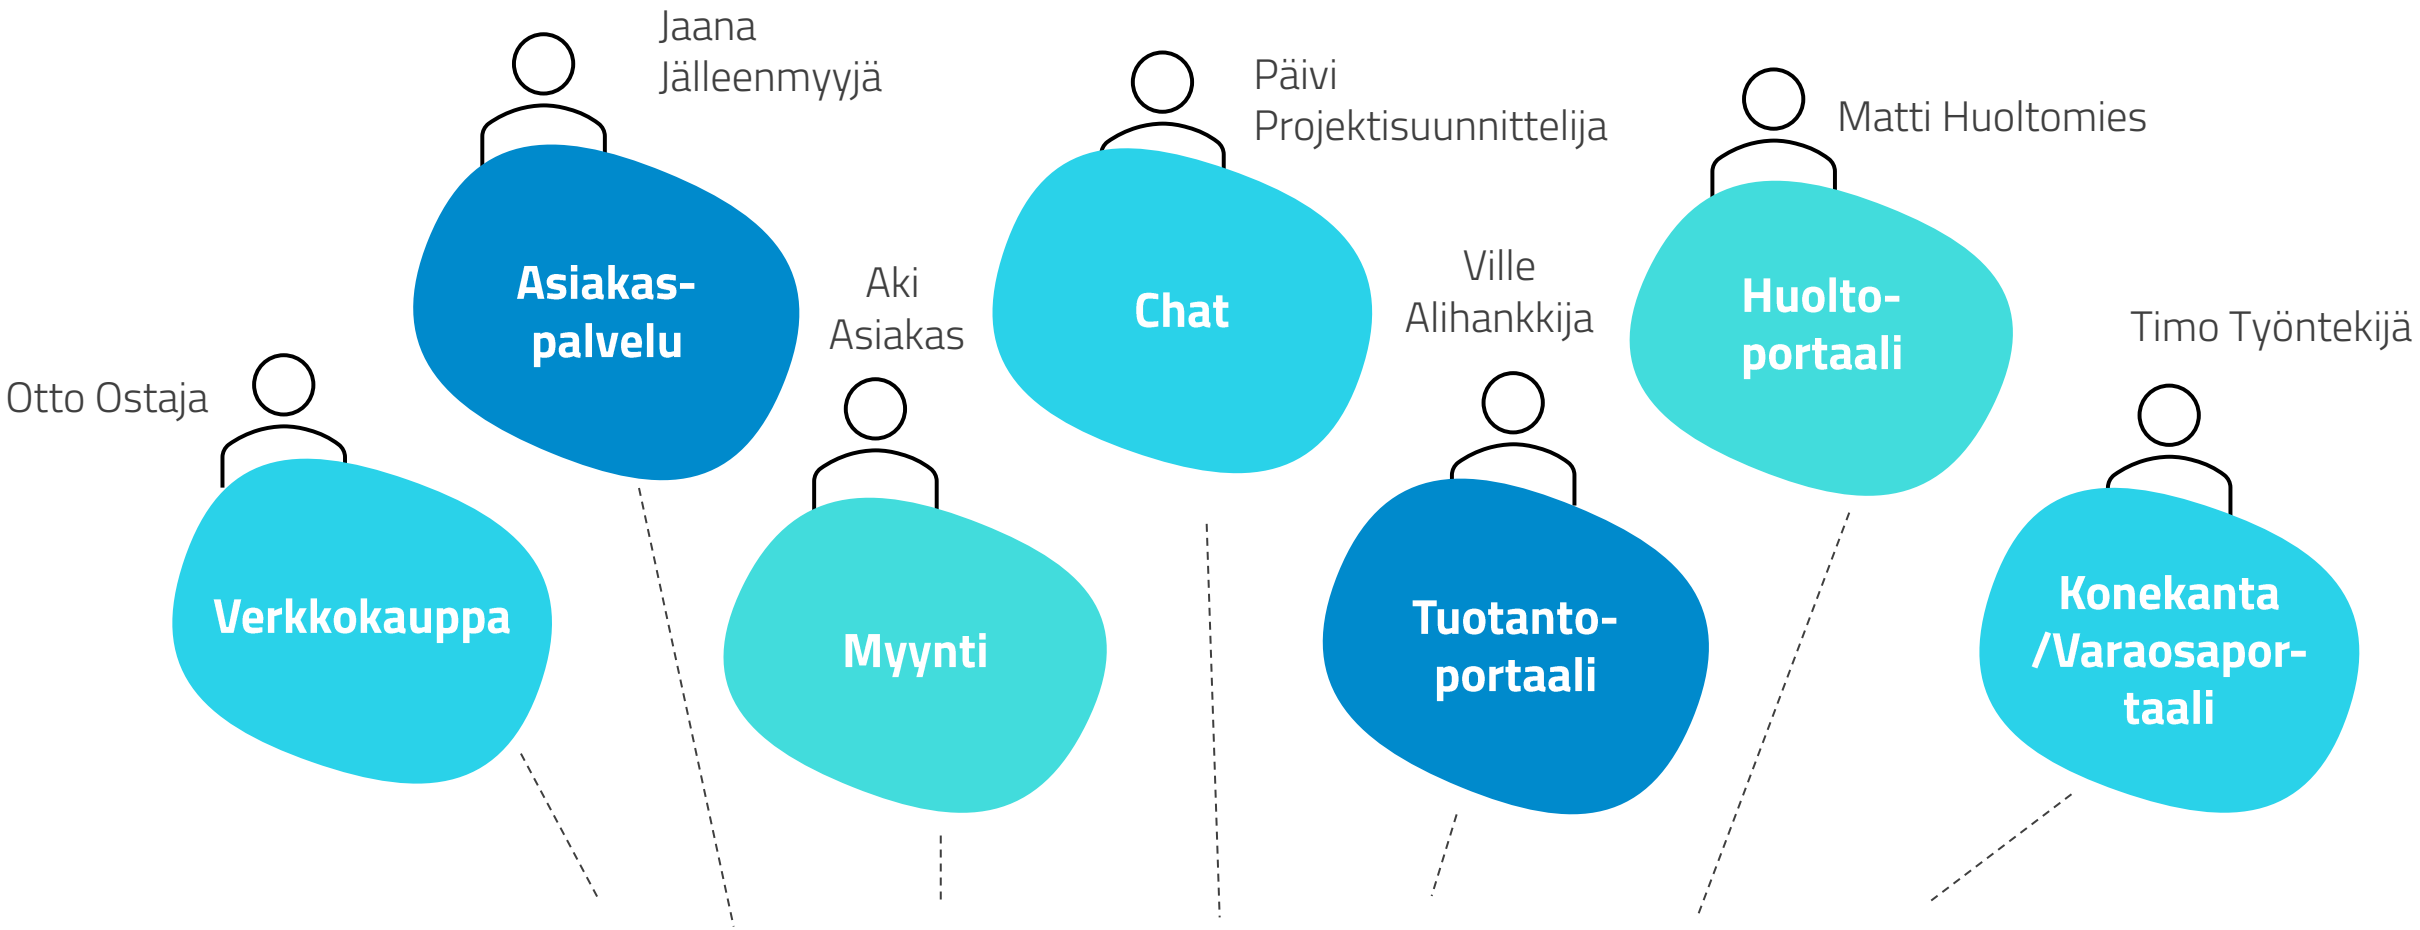 Jaana
Jälleenmyyjä
Päivi
Projektisuunnittelija
Matti Huoltomies
Asiakas-
palvelu
Aki
Asiakas
Chat
Ville
Alihankkija
Huolto-
portaali
Timo Työntekijä
Otto Ostaja
Verkkokauppa
Myynti
Tuotanto-
portaali
Konekanta
/Varaosapor-
taali